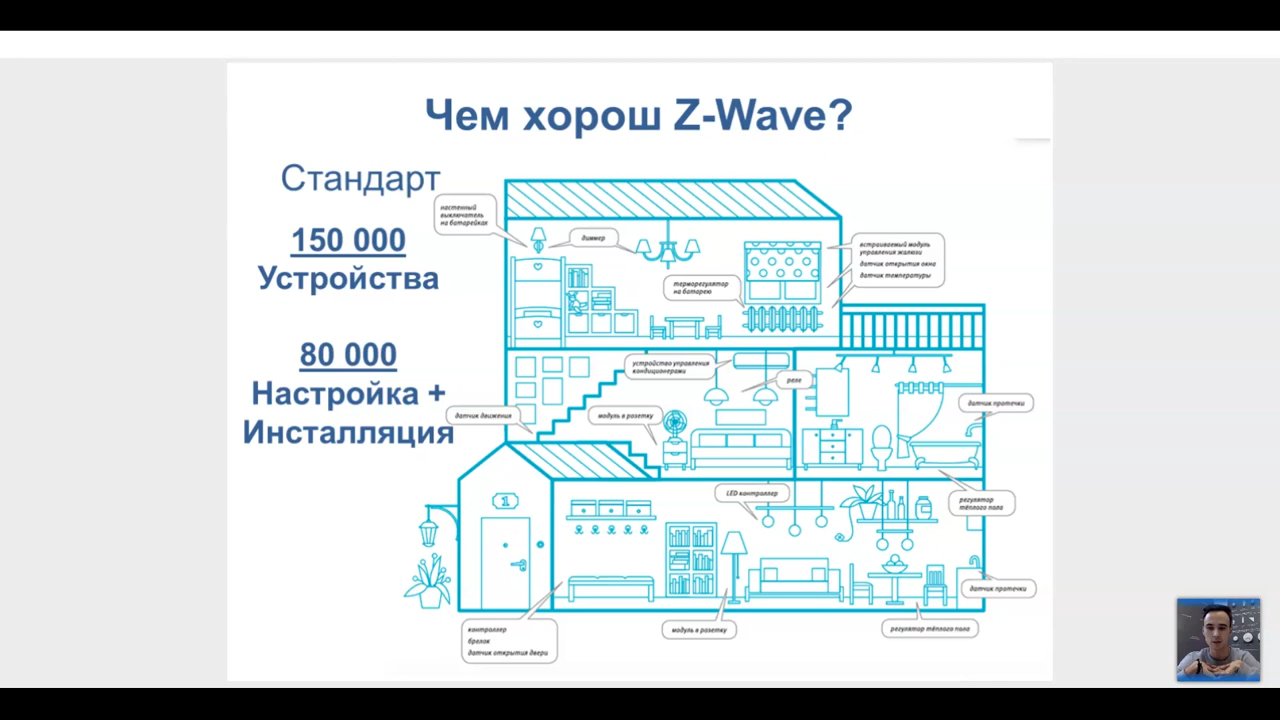 Чем хорош Z-Wave?
Стандарт
150 000
Устройства
80 000
Настройка +
Инсталляция
настенный
выключатель
на батарейках
диммер
встраиваемый модуль
управления жалюзи
датчик открытия окна
датчик температуры
терморегулятор
на батарею
устройство управления
кондиционерами
реле
датчик протечки
датчик движения
модуль в розетку
LED контроллер
регулятор
тёплого пола
1
датчик протечки
контроллер
брелок
датчик открытия двери
модуль в розетку
регулятор тёплого пола